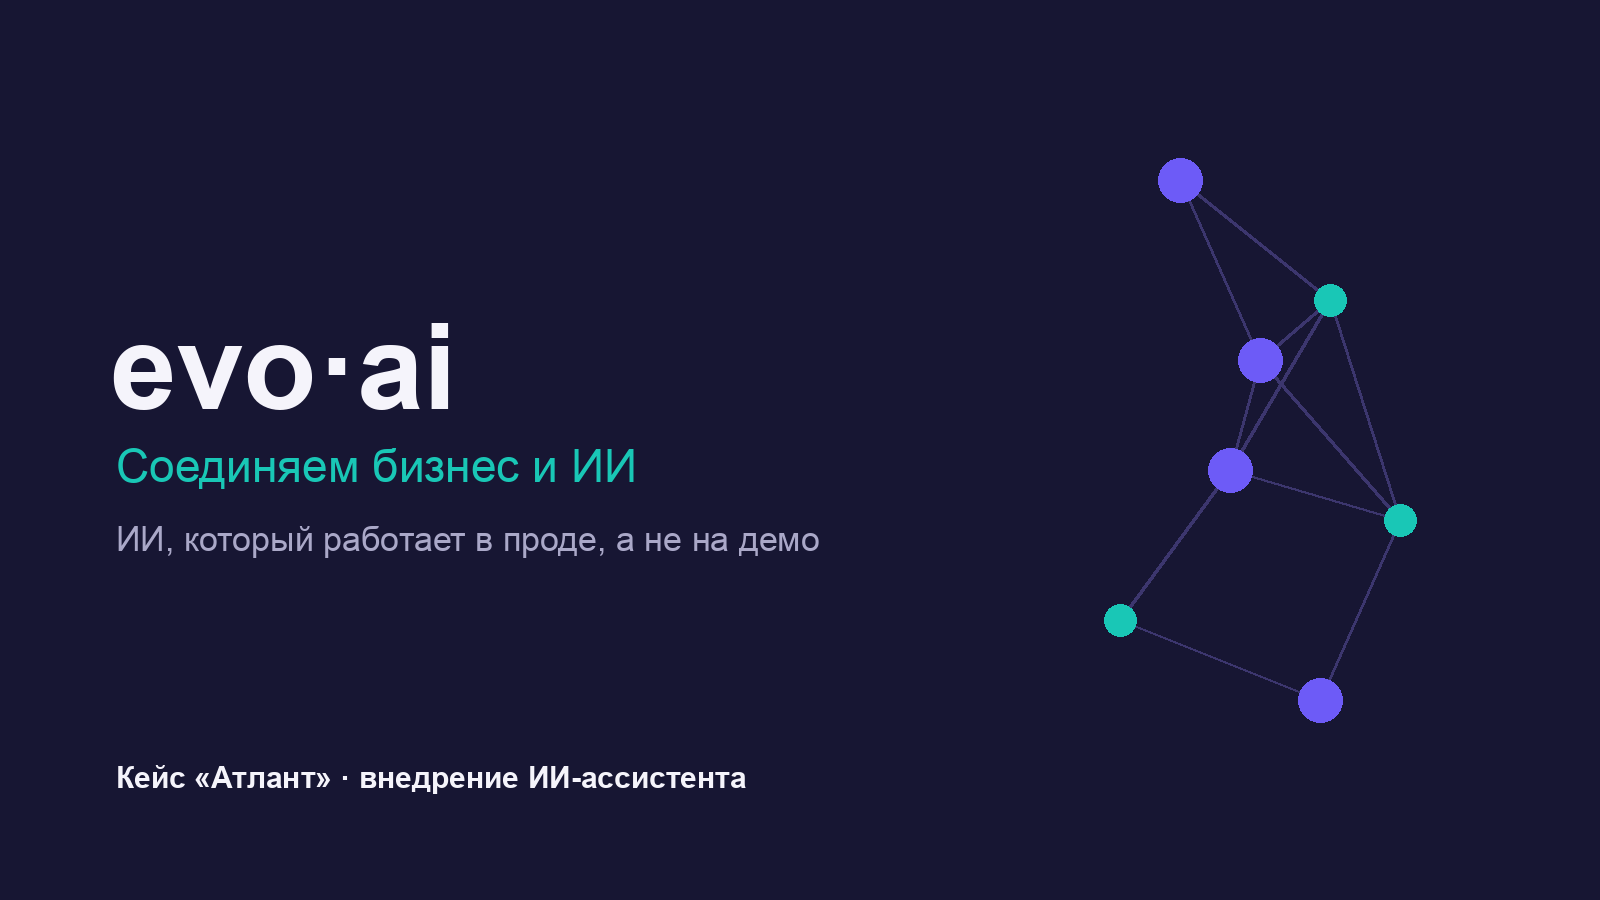 evo·ai
Соединяем бизнес и ИИ
ИИ, который работает в проде, а не на демо
Кейс «Атлант» · внедрение ИИ-ассистента